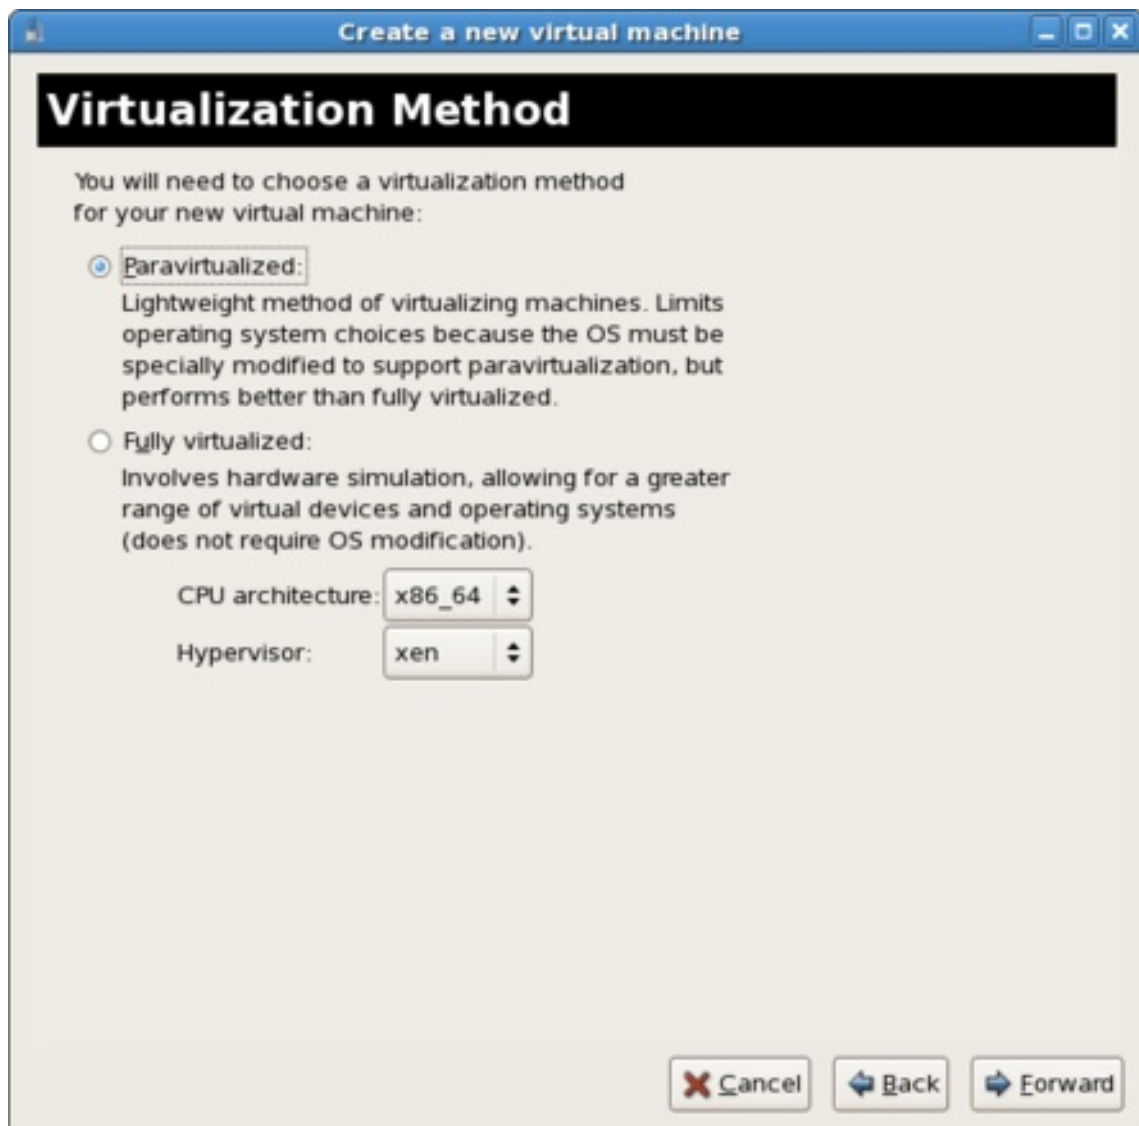 Create a new virtual machine
Virtualization Method
You will need to choose a virtualization method
for your new virtual machine:
Paravirtualized:
Lightweight method of virtualizing machines. Limits
operating system choices because the OS must be
specially modified to support paravirtualization, but
performs better than fully virtualized.
Fully virtualized:
Involves hardware simulation, allowing for a greater
range of virtual devices and operating systems
(does not require OS modification).
CPU architecture: x86_64
Hypervisor: xen
Cancel Back Forward